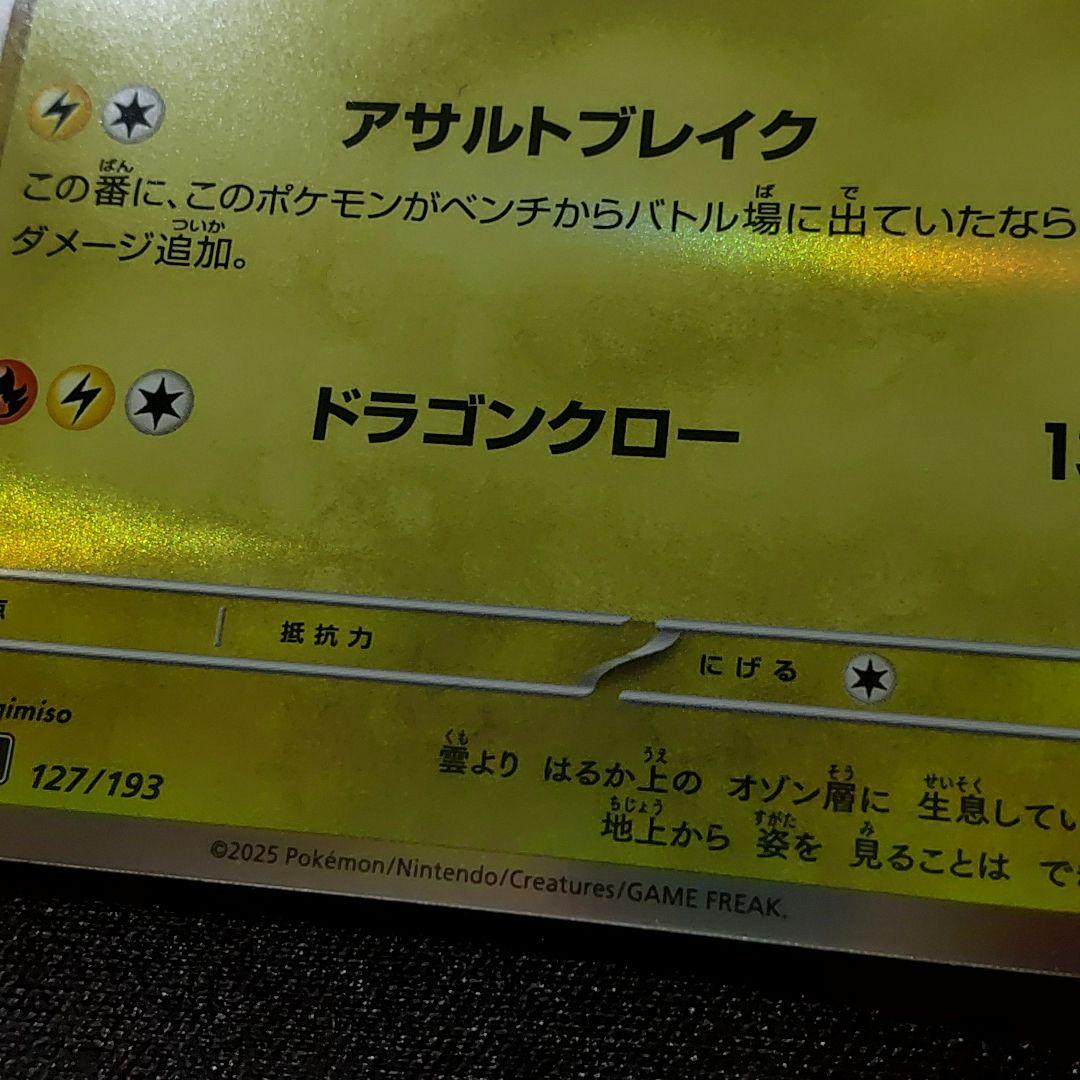 アサルトブレイク
この番に、このポケモンがベンチからバトル場に出ていたなら
ダメージ追加。
ドラゴンクロー
抵抗力 にげる
127/193
雲より はるか上の オゾン層に 生息してい
地上から 姿を 見ることは
©2025 Pokémon/Nintendo/Creatures/GAME FREAK.